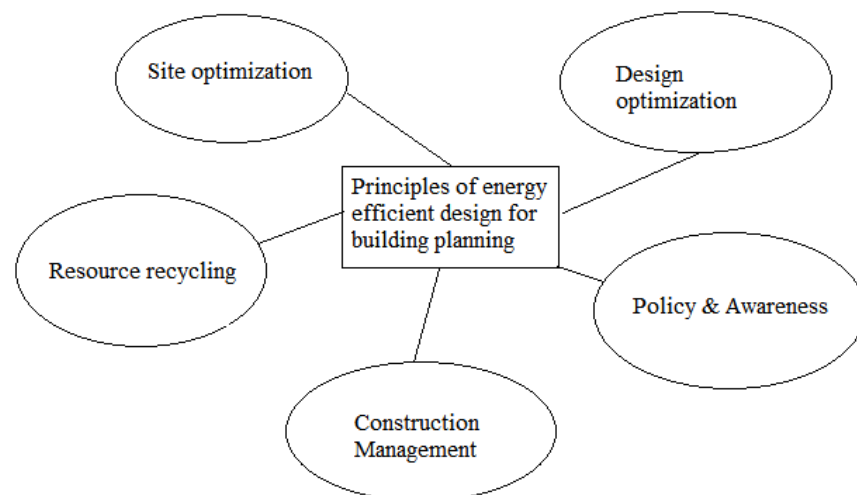 Site optimization
Design
optimization
Principles of energy
efficient design for
building planning
Resource recycling
Policy & Awareness
Construction
Management